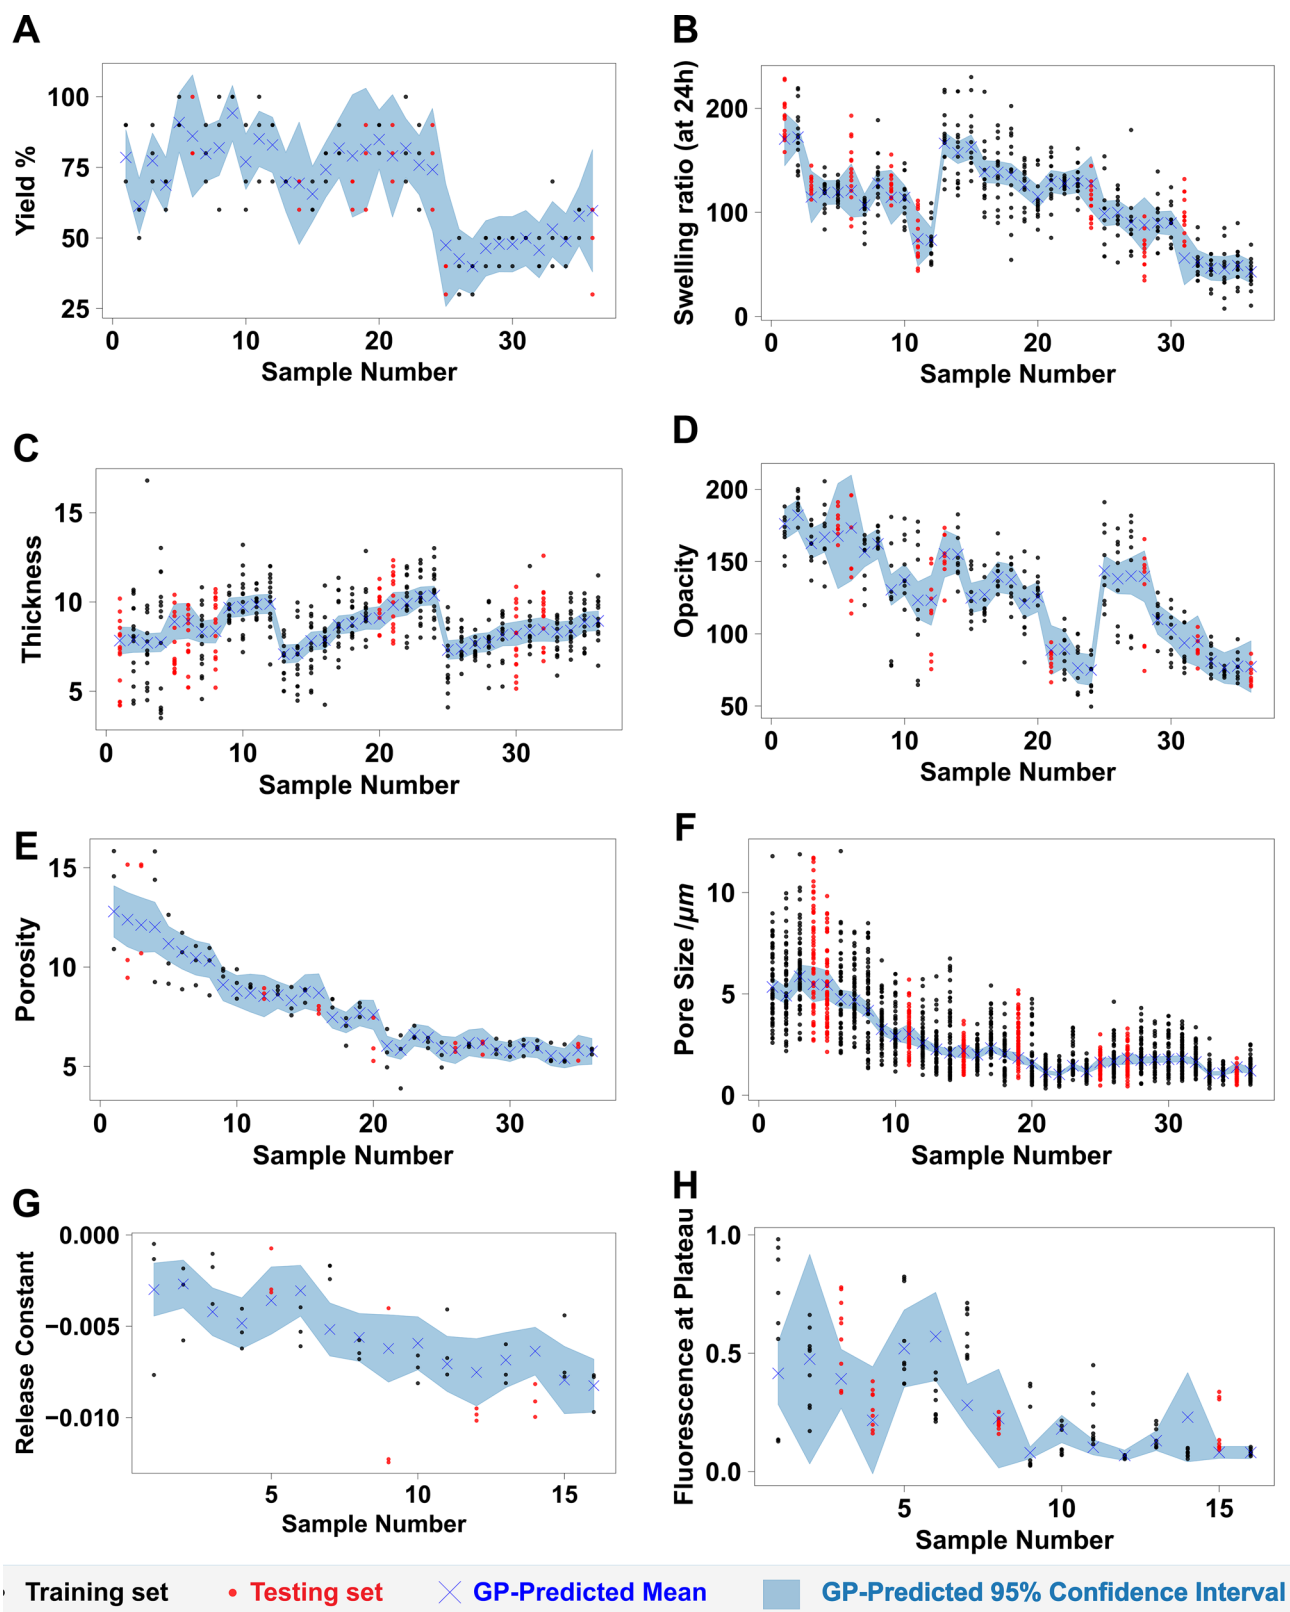 A
Yield %
100
75
50
25
0
10
20
30
Sample Number
B
Swelling ratio (at 24h)
200
100
0
0
10
20
30
Sample Number
C
Thickness
15
10
5
0
10
20
30
Sample Number
D
Opacity
200
150
100
50
0
10
20
30
Sample Number
E
Porosity
15
10
5
0
10
20
30
Sample Number
F
Pore Size /μm
10
5
0
0
10
20
30
Sample Number
G
Release Constant
0.000
−0.005
−0.010
5
10
15
Sample Number
H
Fluorescence at Plateau
1.0
0.5
0.0
5
10
15
Sample Number
Training set
Testing set
GP-Predicted Mean
GP-Predicted 95% Confidence Interval